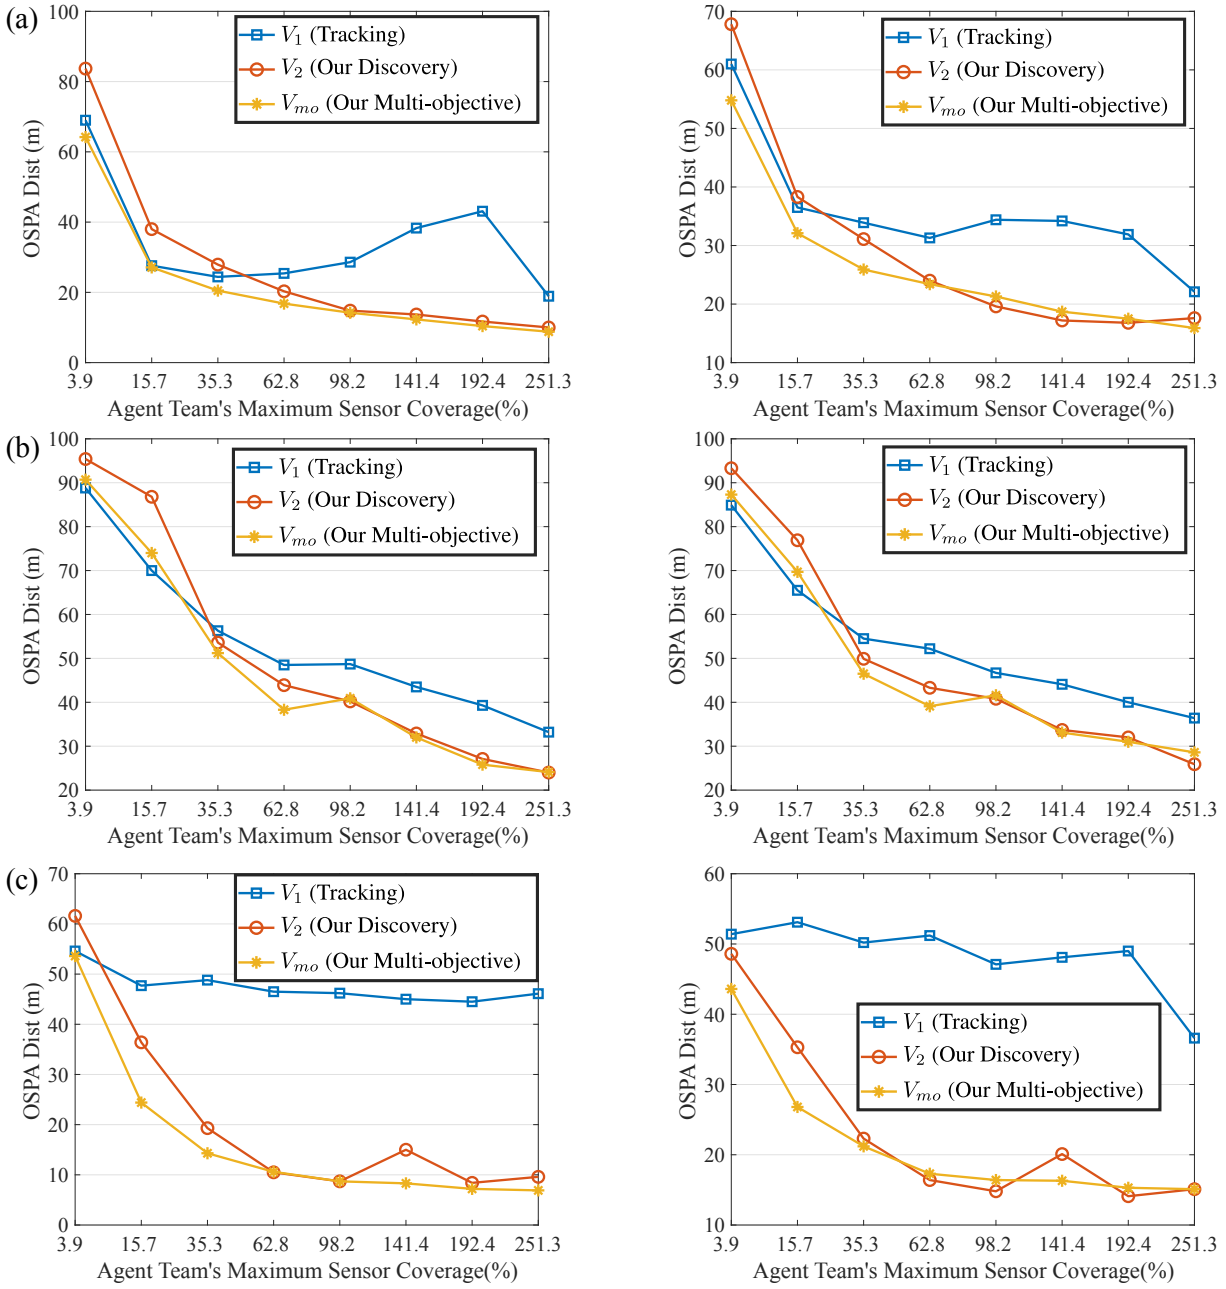 (a)
100
80
60
40
20
0
OSPA Dist (m)
V1 (Tracking)
V2 (Our Discovery)
Vmo (Our Multi-objective)
3.9 15.7 35.3 62.8 98.2 141.4 192.4 251.3
Agent Team's Maximum Sensor Coverage(%)
70
60
50
40
30
20
10
OSPA Dist (m)
V1 (Tracking)
V2 (Our Discovery)
Vmo (Our Multi-objective)
3.9 15.7 35.3 62.8 98.2 141.4 192.4 251.3
Agent Team's Maximum Sensor Coverage(%)
(b)
100
90
80
70
60
50
40
30
20
OSPA Dist (m)
V1 (Tracking)
V2 (Our Discovery)
Vmo (Our Multi-objective)
3.9 15.7 35.3 62.8 98.2 141.4 192.4 251.3
Agent Team's Maximum Sensor Coverage(%)
100
90
80
70
60
50
40
30
20
OSPA Dist (m)
V1 (Tracking)
V2 (Our Discovery)
Vmo (Our Multi-objective)
3.9 15.7 35.3 62.8 98.2 141.4 192.4 251.3
Agent Team's Maximum Sensor Coverage(%)
(c)
70
60
50
40
30
20
10
0
OSPA Dist (m)
V1 (Tracking)
V2 (Our Discovery)
Vmo (Our Multi-objective)
3.9 15.7 35.3 62.8 98.2 141.4 192.4 251.3
Agent Team's Maximum Sensor Coverage(%)
60
50
40
30
20
10
OSPA Dist (m)
V1 (Tracking)
V2 (Our Discovery)
Vmo (Our Multi-objective)
3.9 15.7 35.3 62.8 98.2 141.4 192.4 251.3
Agent Team's Maximum Sensor Coverage(%)